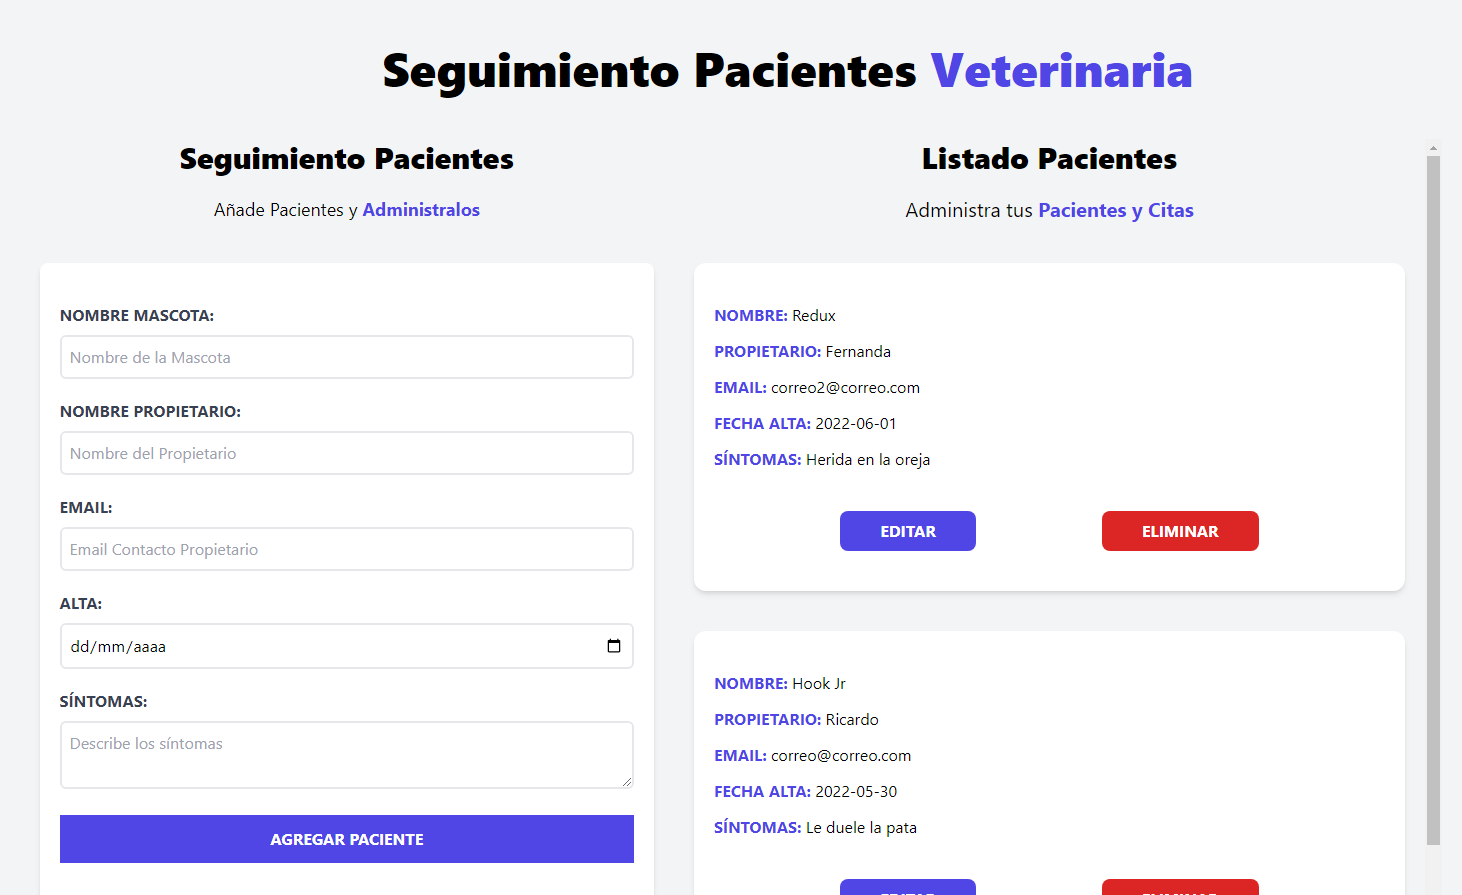 Seguimiento Pacientes Veterinaria
Seguimiento Pacientes
Añade Pacientes y Administralos
NOMBRE MASCOTA:
Nombre de la Mascota
NOMBRE PROPIETARIO:
Nombre del Propietario
EMAIL:
Email Contacto Propietario
ALTA:
dd/mm/aaaa
SÍNTOMAS:
Describe los síntomas
AGREGAR PACIENTE
Listado Pacientes
Administra tus Pacientes y Citas
NOMBRE: Redux
PROPIETARIO: Fernanda
EMAIL: correo2@correo.com
FECHA ALTA: 2022-06-01
SÍNTOMAS: Herida en la oreja
EDITAR ELIMINAR
NOMBRE: Hook Jr
PROPIETARIO: Ricardo
EMAIL: correo@correo.com
FECHA ALTA: 2022-05-30
SÍNTOMAS: Le duele la pata
EDITAR ELIMINAR